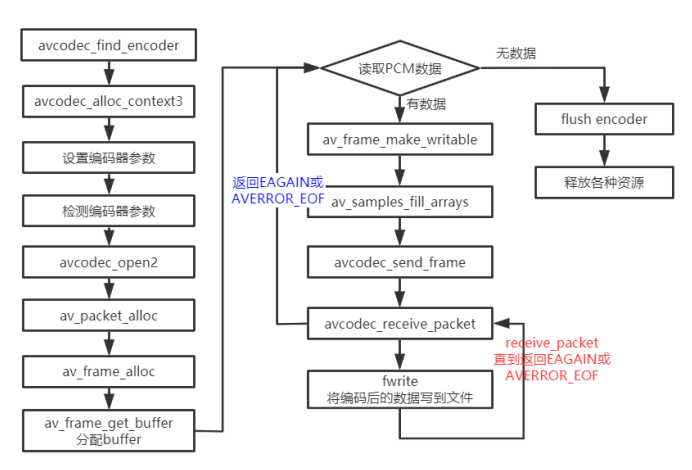 avcodec_find_encoder
avcodec_alloc_context3
设置编码器参数
检测编码器参数
avcodec_open2
av_packet_alloc
av_frame_alloc
av_frame_get_buffer
分配buffer
读取PCM数据
无数据
有数据
av_frame_make_writable
返回EAGAIN或
AVERROR_EOF
av_samples_fill_arrays
avcodec_send_frame
avcodec_receive_packet
receive_packet
直到返回EAGAIN或
AVERROR_EOF
fwrite
将编码后的数据写到文件
flush encoder
释放各种资源